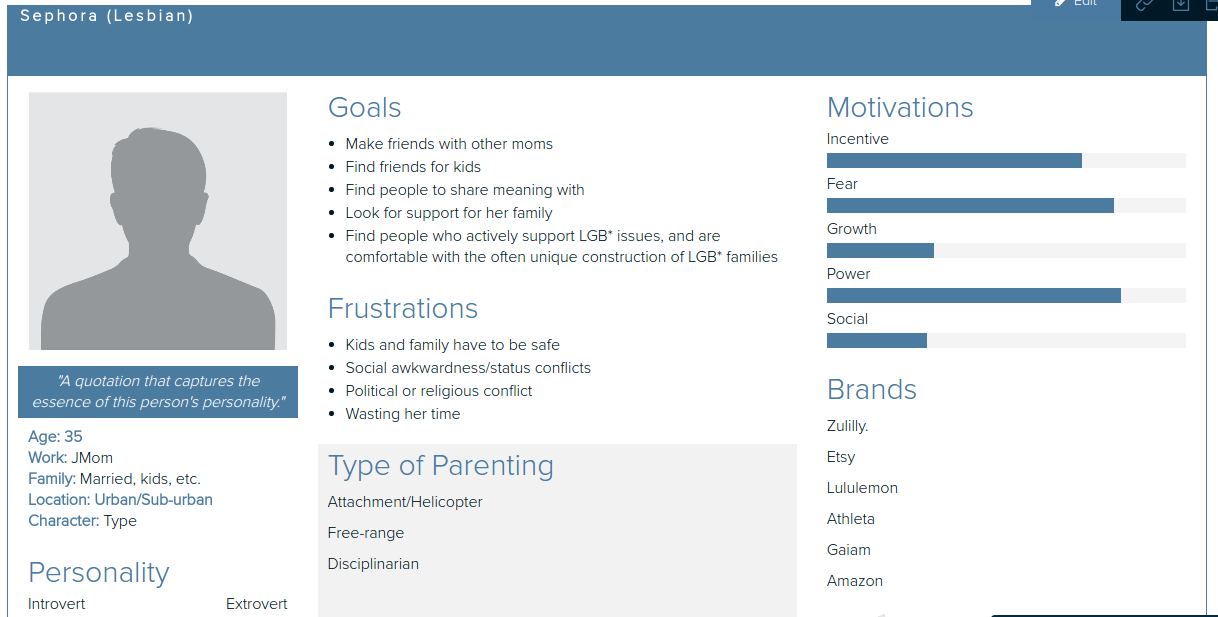 Sephora (Lesbian)
Edit
"A quotation that captures the
essence of this person's personality."
Age: 35
Work: JMom
Family: Married, kids, etc.
Location: Urban/Sub-urban
Character: Type
Personality
Introvert Extrovert
Goals
Make friends with other moms
Find friends for kids
Find people to share meaning with
Look for support for her family
Find people who actively support LGB* issues, and are
comfortable with the often unique construction of LGB* families
Frustrations
Kids and family have to be safe
Social awkwardness/status conflicts
Political or religious conflict
Wasting her time
Type of Parenting
Attachment/Helicopter
Free-range
Disciplinarian
Motivations
Incentive
Fear
Growth
Power
Social
Brands
Zulilly.
Etsy
Lululemon
Athleta
Gaiam
Amazon